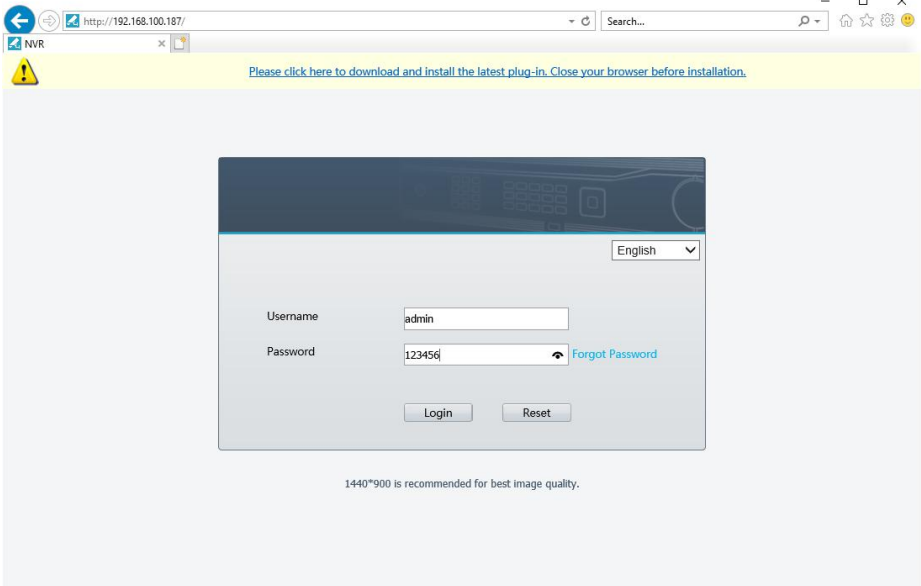 http://192.168.100.187/
Search...
NVR
Please click here to download and install the latest plug-in. Close your browser before installation.
English
Username
admin
Password
123456
Forgot Password
Login
Reset
1440*900 is recommended for best image quality.